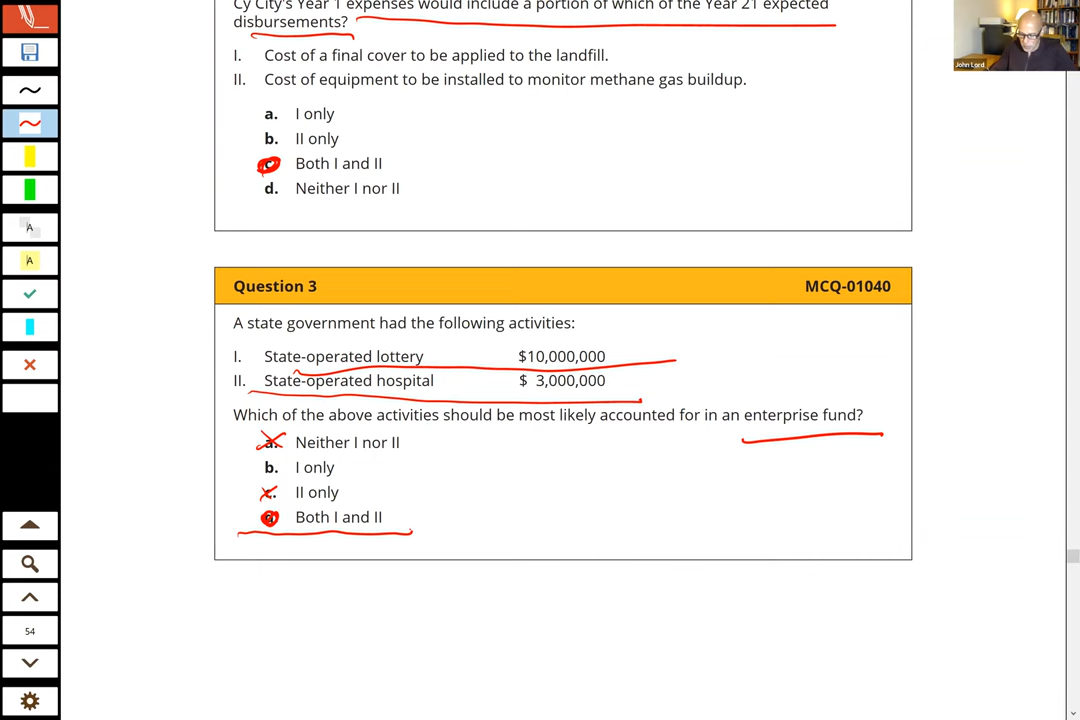 Cy City's Year 1 expenses would include a portion of which of the Year 21 expected
disbursements?
I. Cost of a final cover to be applied to the landfill.
II. Cost of equipment to be installed to monitor methane gas buildup.
a. I only
b. II only
c. Both I and II
d. Neither I nor II
Question 3 MCQ-01040
A state government had the following activities:
I. State-operated lottery $10,000,000
II. State-operated hospital $ 3,000,000
Which of the above activities should be most likely accounted for in an enterprise fund?
a. Neither I nor II
b. I only
c. II only
d. Both I and II
John Lord
A
A
54